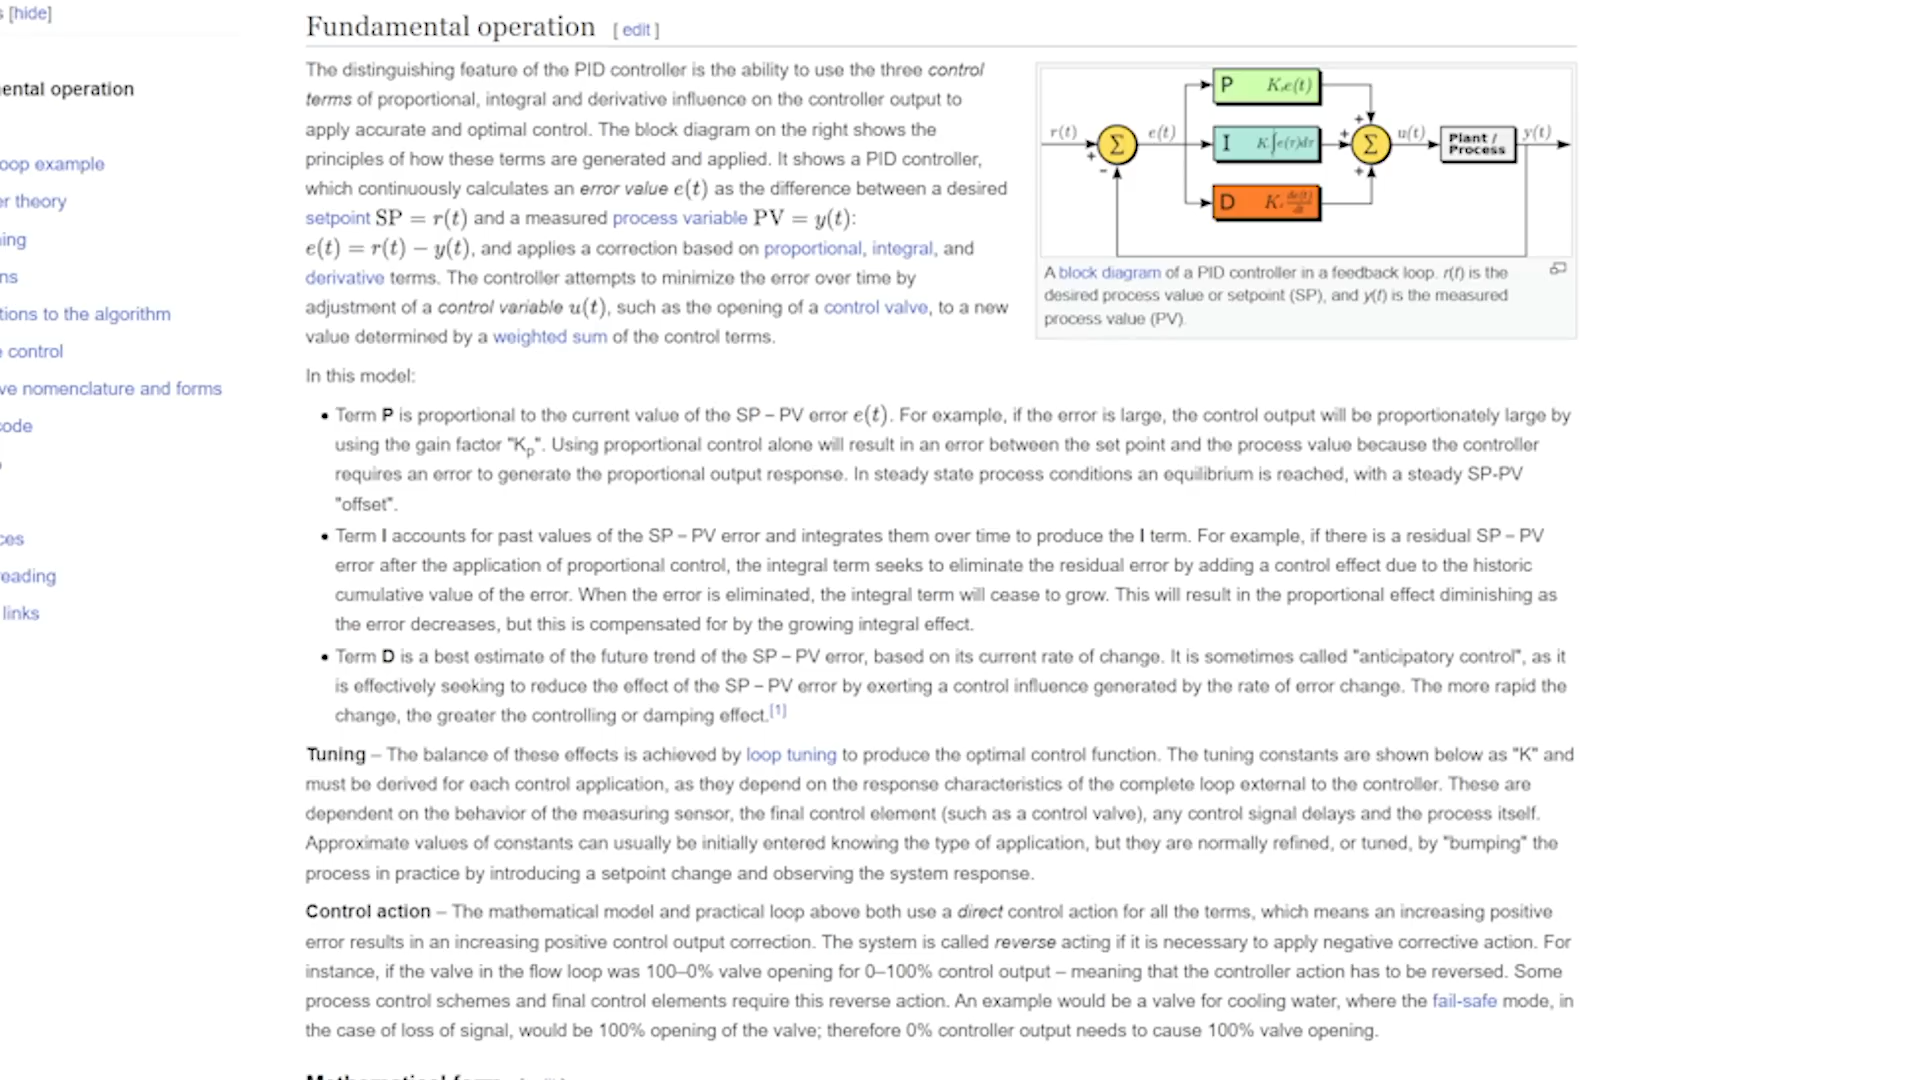 [hide]
ental operation
oop example
er theory
ing
ns
tions to the algorithm
control
ve nomenclature and forms
code
ces
reading
links
Fundamental operation [ edit ]
The distinguishing feature of the PID controller is the ability to use the three control
terms of proportional, integral and derivative influence on the controller output to
apply accurate and optimal control. The block diagram on the right shows the
principles of how these terms are generated and applied. It shows a PID controller,
which continuously calculates an error value e(t) as the difference between a desired
setpoint SP = r(t) and a measured process variable PV = y(t):
e(t) = r(t) − y(t), and applies a correction based on proportional, integral, and
derivative terms. The controller attempts to minimize the error over time by
adjustment of a control variable u(t), such as the opening of a control valve, to a new
value determined by a weighted sum of the control terms.
P K e(t)
r(t) Σ e(t) I K ∫e(τ)dτ Σ u(t) Plant / Process y(t)
D K de(t)/dt
A block diagram of a PID controller in a feedback loop. r(t) is the
desired process value or setpoint (SP), and y(t) is the measured
process value (PV).
In this model:
• Term P is proportional to the current value of the SP – PV error e(t). For example, if the error is large, the control output will be proportionately large by
using the gain factor "Kp". Using proportional control alone will result in an error between the set point and the process value because the controller
requires an error to generate the proportional output response. In steady state process conditions an equilibrium is reached, with a steady SP-PV
"offset".
• Term I accounts for past values of the SP – PV error and integrates them over time to produce the I term. For example, if there is a residual SP – PV
error after the application of proportional control, the integral term seeks to eliminate the residual error by adding a control effect due to the historic
cumulative value of the error. When the error is eliminated, the integral term will cease to grow. This will result in the proportional effect diminishing as
the error decreases, but this is compensated for by the growing integral effect.
• Term D is a best estimate of the future trend of the SP – PV error, based on its current rate of change. It is sometimes called "anticipatory control", as it
is effectively seeking to reduce the effect of the SP – PV error by exerting a control influence generated by the rate of error change. The more rapid the
change, the greater the controlling or damping effect.[1]
Tuning – The balance of these effects is achieved by loop tuning to produce the optimal control function. The tuning constants are shown below as "K" and
must be derived for each control application, as they depend on the response characteristics of the complete loop external to the controller. These are
dependent on the behavior of the measuring sensor, the final control element (such as a control valve), any control signal delays and the process itself.
Approximate values of constants can usually be initially entered knowing the type of application, but they are normally refined, or tuned, by "bumping" the
process in practice by introducing a setpoint change and observing the system response.
Control action – The mathematical model and practical loop above both use a direct control action for all the terms, which means an increasing positive
error results in an increasing positive control output correction. The system is called reverse acting if it is necessary to apply negative corrective action. For
instance, if the valve in the flow loop was 100–0% valve opening for 0–100% control output – meaning that the controller action has to be reversed. Some
process control schemes and final control elements require this reverse action. An example would be a valve for cooling water, where the fail-safe mode, in
the case of loss of signal, would be 100% opening of the valve; therefore 0% controller output needs to cause 100% valve opening.